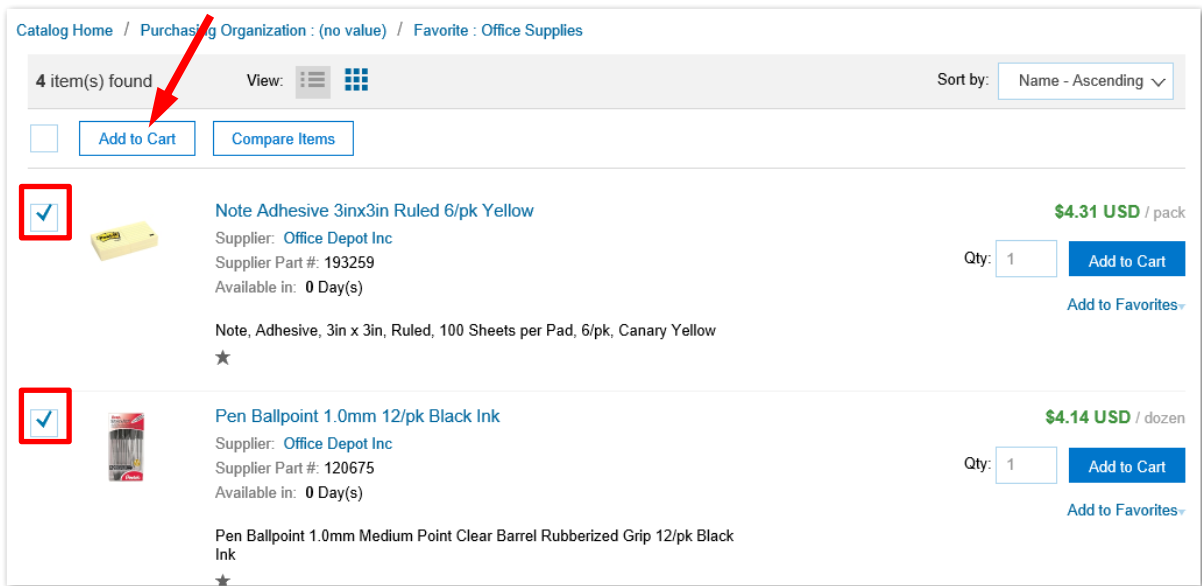 Catalog Home / Purchasing Organization : (no value) / Favorite : Office Supplies
4 item(s) found View: Sort by: Name - Ascending
Add to Cart Compare Items
Note Adhesive 3inx3in Ruled 6/pk Yellow $4.31 USD / pack
Supplier: Office Depot Inc
Supplier Part #: 193259 Qty: 1 Add to Cart
Available in: 0 Day(s)
Add to Favorites
Note, Adhesive, 3in x 3in, Ruled, 100 Sheets per Pad, 6/pk, Canary Yellow
Pen Ballpoint 1.0mm 12/pk Black Ink $4.14 USD / dozen
Supplier: Office Depot Inc
Supplier Part #: 120675 Qty: 1 Add to Cart
Available in: 0 Day(s)
Add to Favorites
Pen Ballpoint 1.0mm Medium Point Clear Barrel Rubberized Grip 12/pk Black
Ink